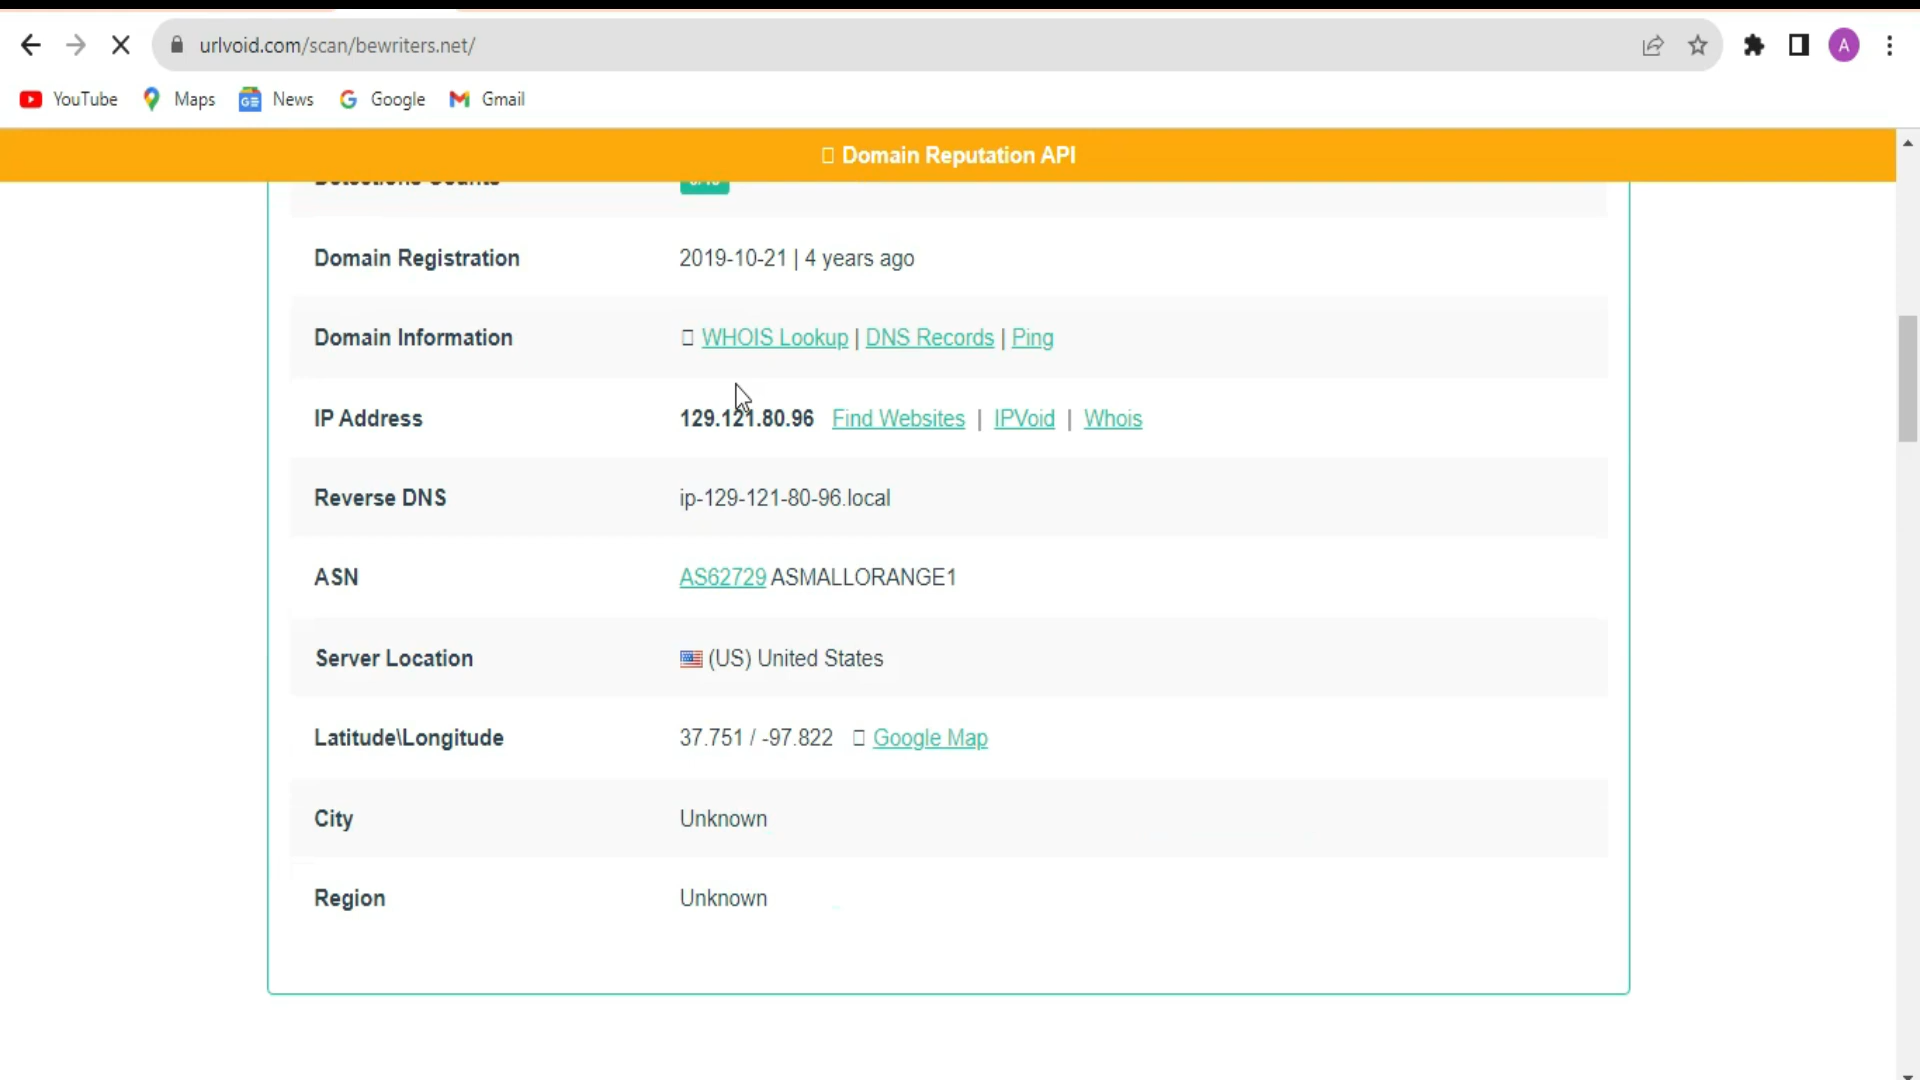 urlvoid.com/scan/bewriters.net/
A
YouTube Maps News Google Gmail
Domain Reputation API
Domain Registration 2019-10-21 | 4 years ago
Domain Information WHOIS Lookup | DNS Records | Ping
IP Address 129.121.80.96 Find Websites | IPVoid | Whois
Reverse DNS ip-129-121-80-96.local
ASN AS62729 ASMALLORANGE1
Server Location (US) United States
Latitude\Longitude 37.751 / -97.822 Google Map
City Unknown
Region Unknown